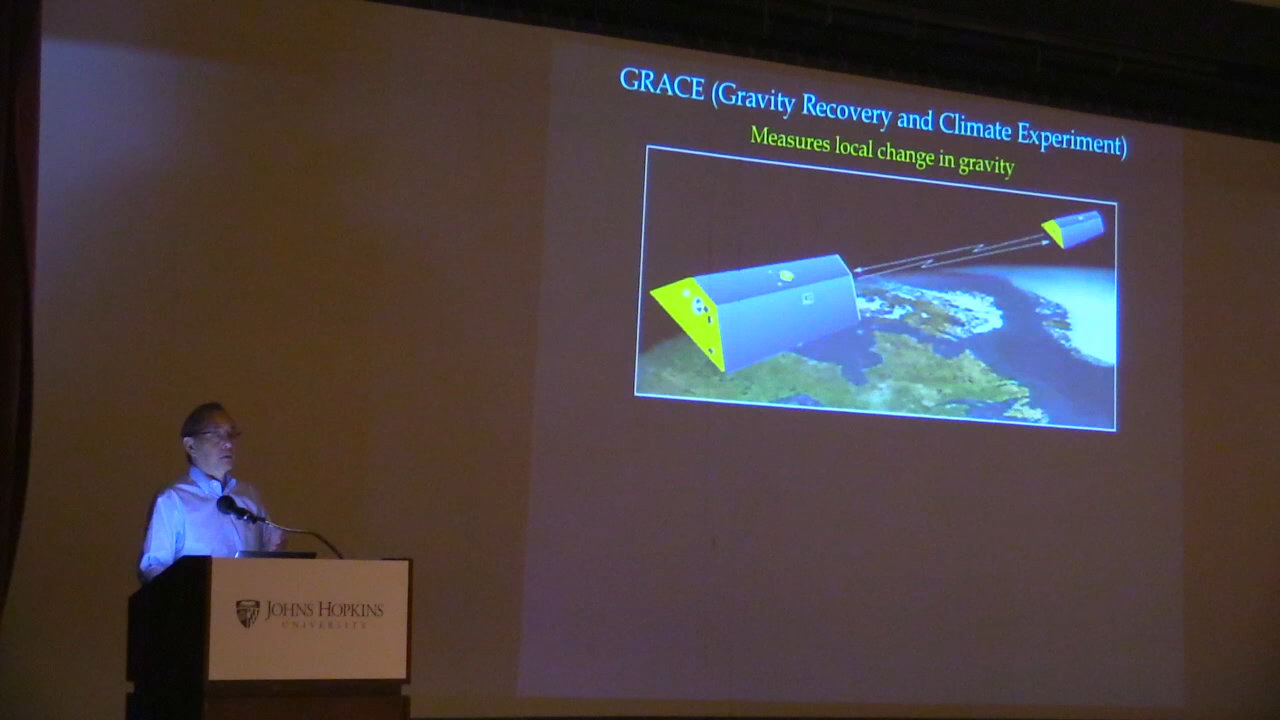 GRACE (Gravity Recovery and Climate Experiment)
Measures local change in gravity
JOHNS HOPKINS
UNIVERSITY